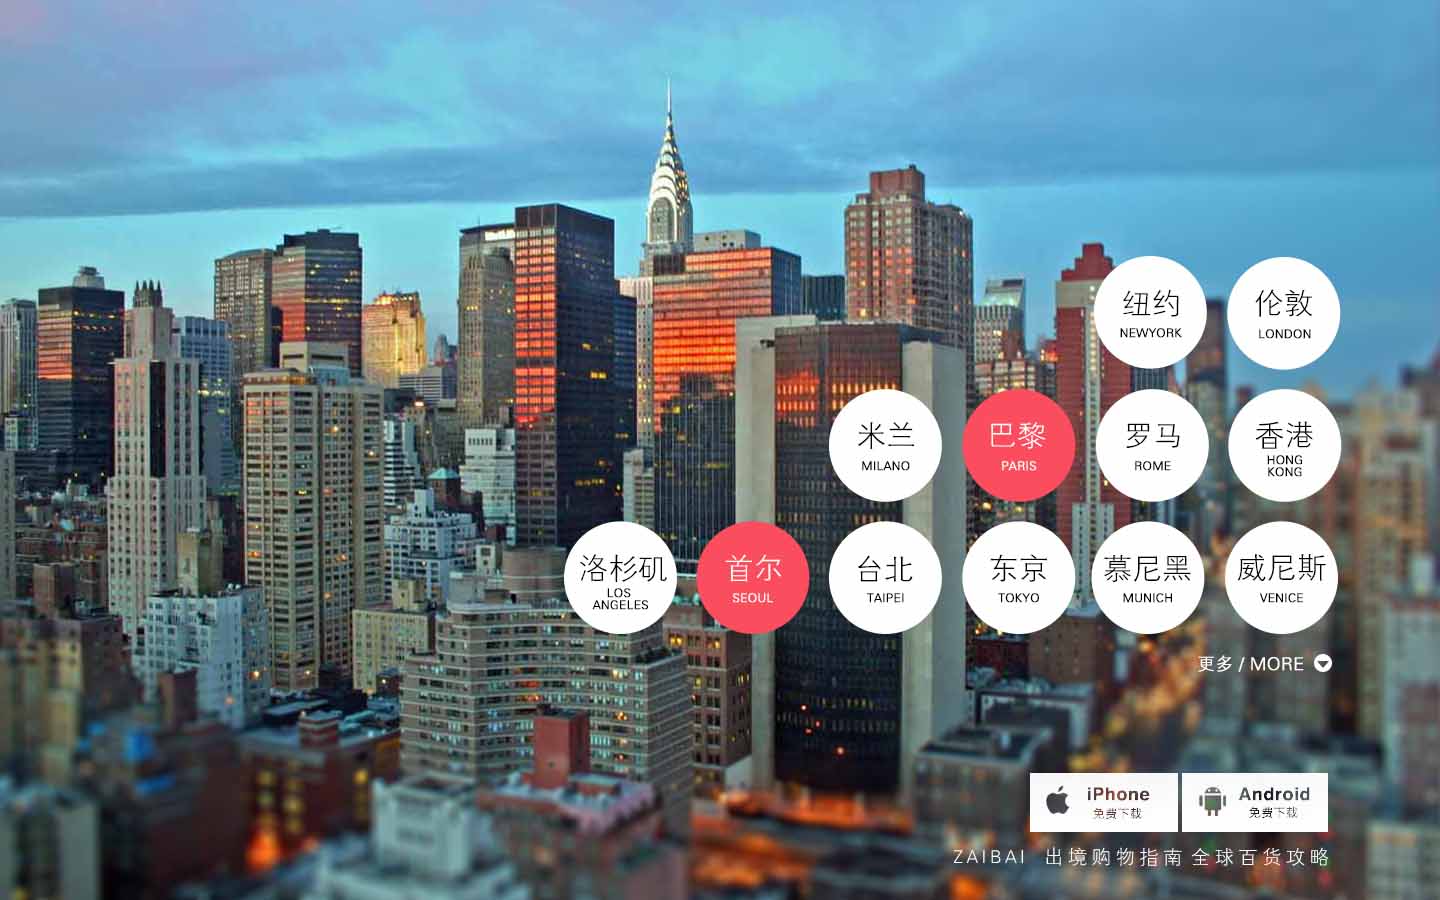 纽约
NEWYORK
伦敦
LONDON
米兰
MILANO
巴黎
PARIS
罗马
ROME
香港
HONG
KONG
洛杉矶
LOS
ANGELES
首尔
SEOUL
台北
TAIPEI
东京
TOKYO
慕尼黑
MUNICH
威尼斯
VENICE
更多 / MORE
iPhone
免费下载
Android
免费下载
ZAIBAI 出境购物指南 全球百货攻略